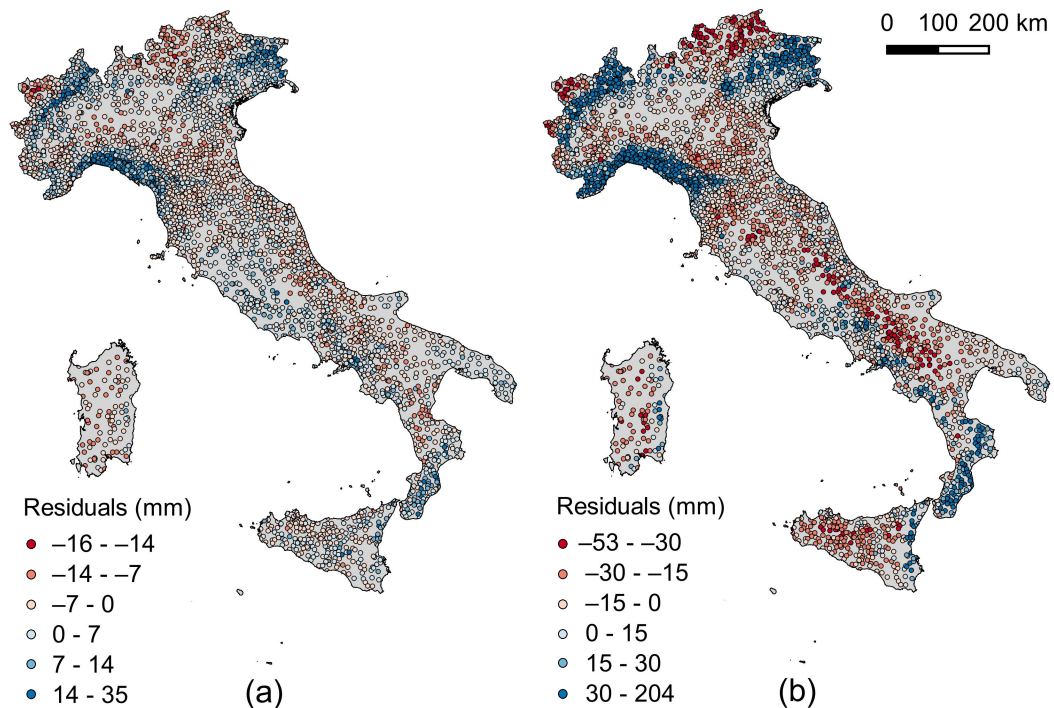 0 100 200 km
Residuals (mm)
–16 - –14
–14 - –7
–7 - 0
0 - 7
7 - 14
14 - 35
(a)
Residuals (mm)
–53 - –30
–30 - –15
–15 - 0
0 - 15
15 - 30
30 - 204
(b)